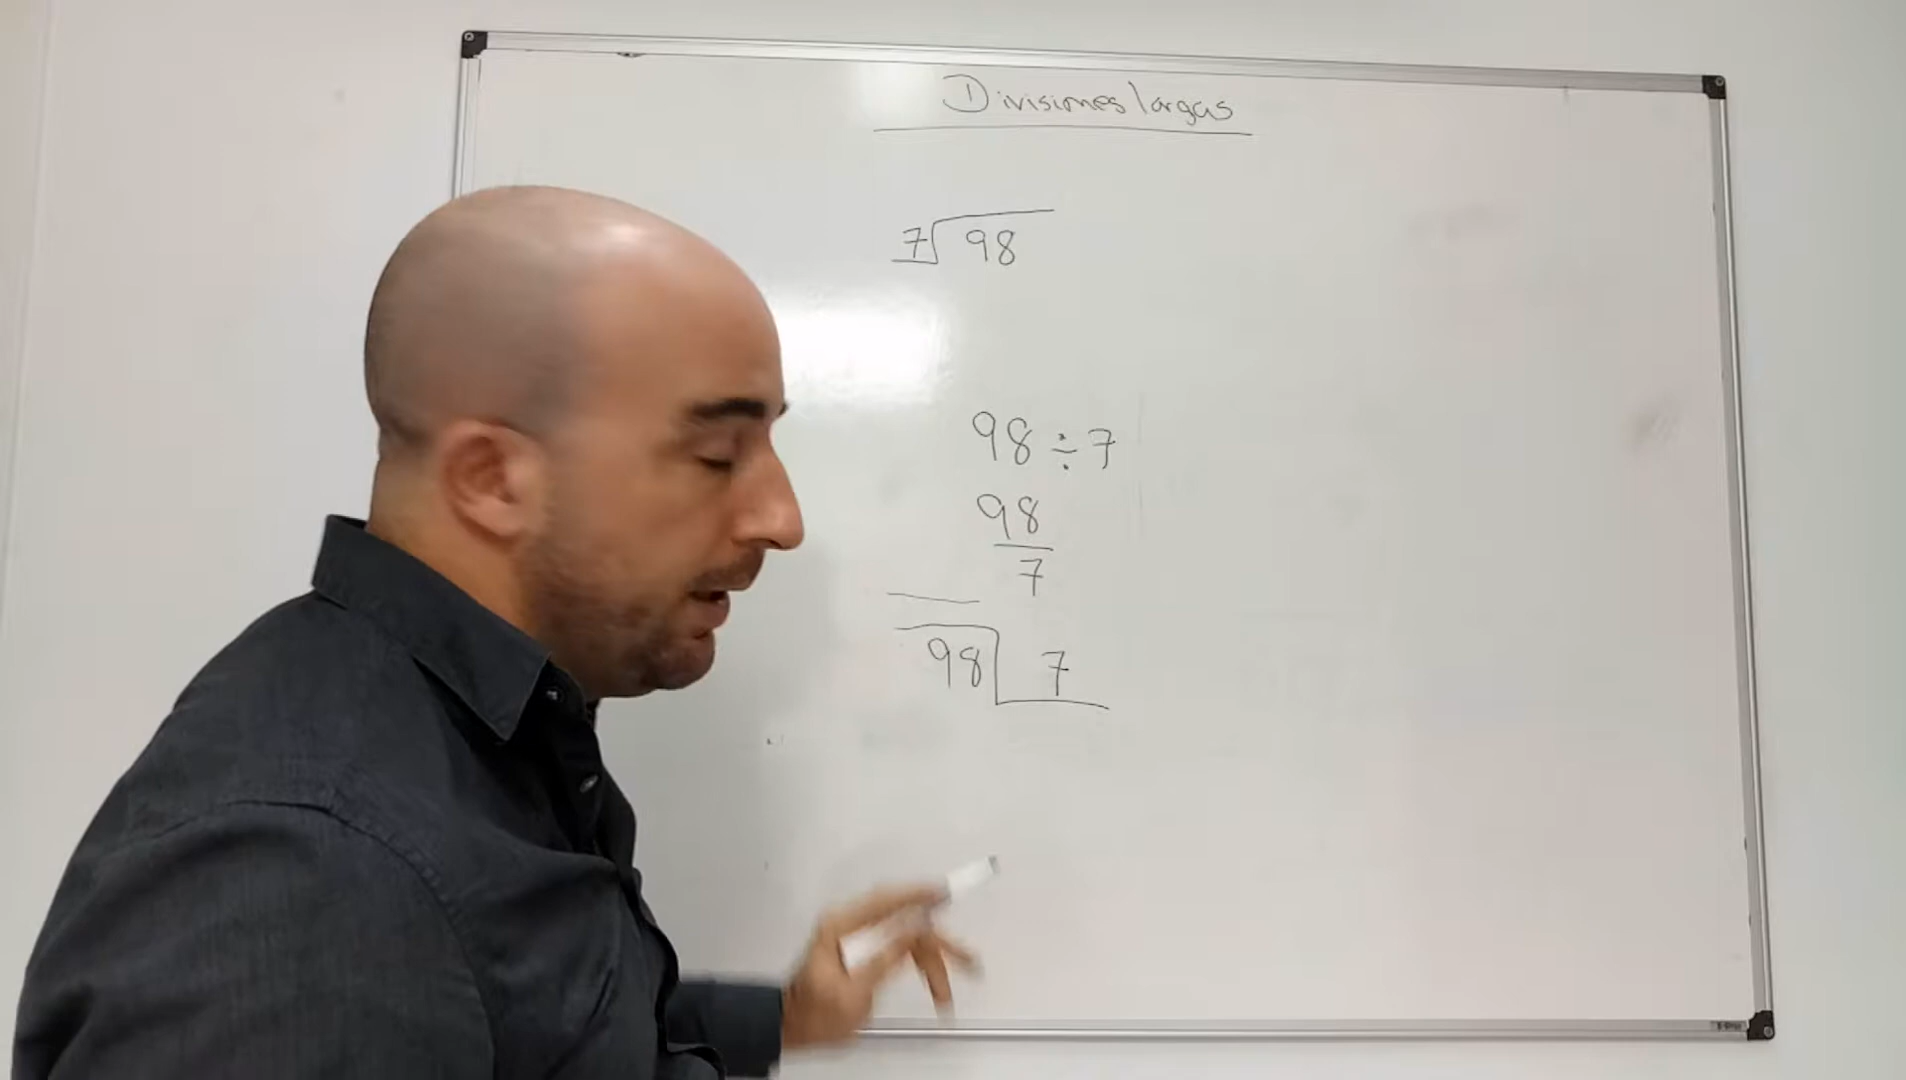 Divisiones largas
7 98
98 ÷ 7
98
7
98 7